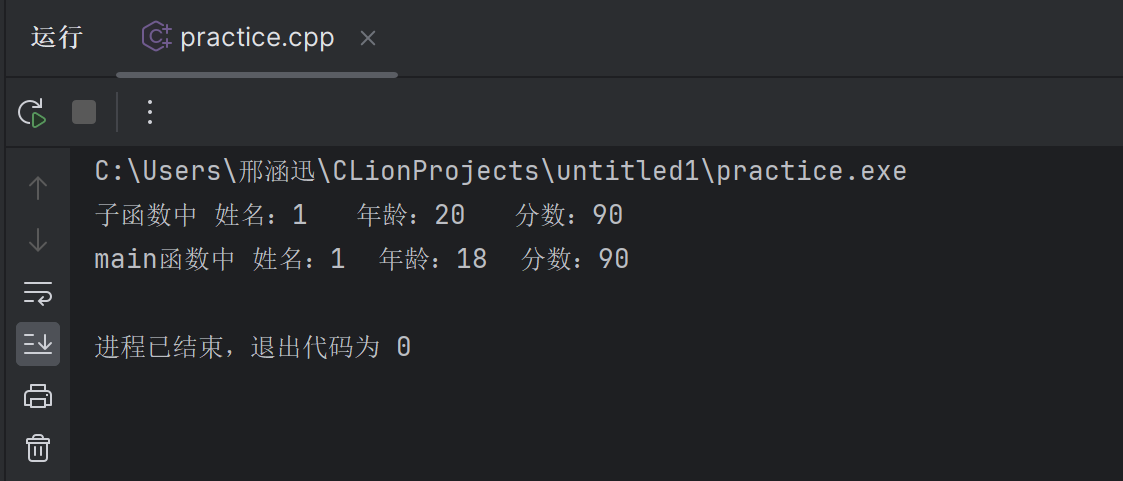 运行 practice.cpp
C:\Users\邢涵迅\CLionProjects\untitled1\practice.exe
子函数中 姓名：1   年龄：20   分数：90
main函数中 姓名：1  年龄：18  分数：90
进程已结束，退出代码为 0